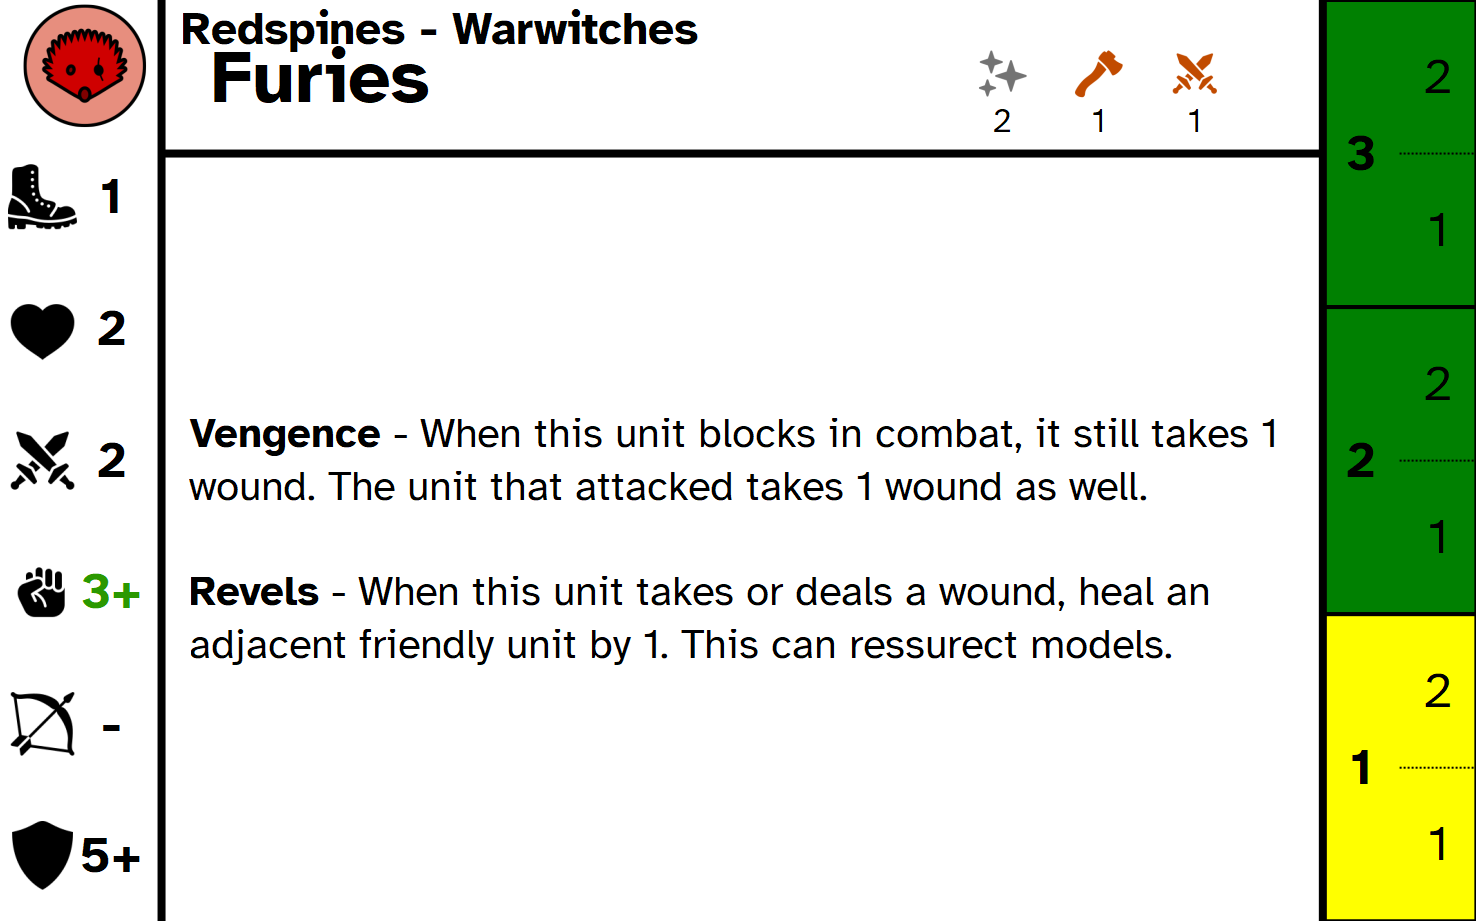 Redspines - Warwitches
Furies
2 1 1
1
2
2
3+
-
5+
Vengence - When this unit blocks in combat, it still takes 1
wound. The unit that attacked takes 1 wound as well.
Revels - When this unit takes or deals a wound, heal an
adjacent friendly unit by 1. This can ressurect models.
3
2
1
2
2
1
1
2
1